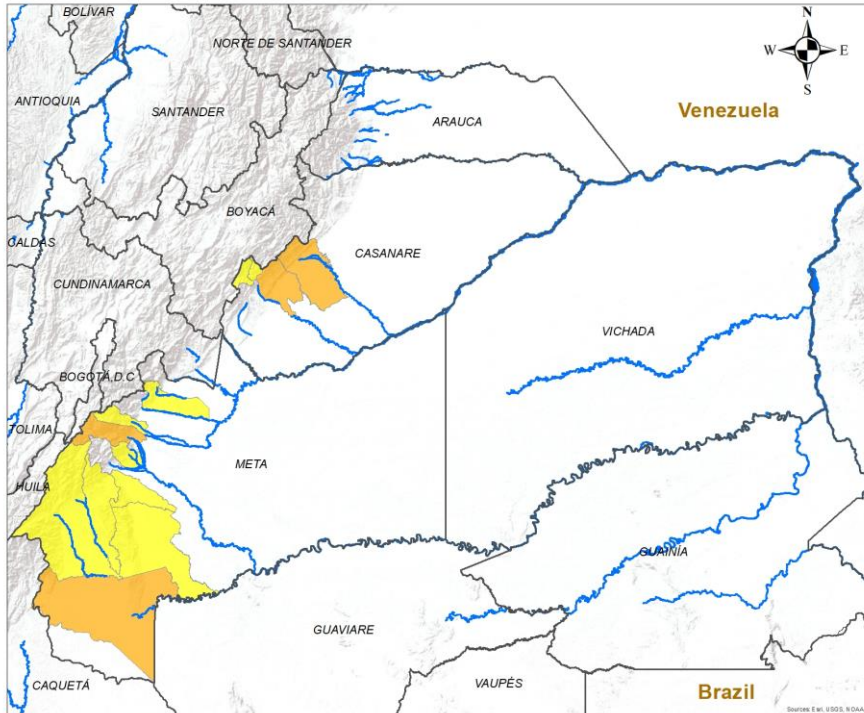 BOLÍVAR
NORTE DE SANTANDER
N
W E
S
ANTIOQUIA
SANTANDER
ARAUCA
Venezuela
BOYACÁ
CALDAS
CASANARE
CUNDINAMARCA
VICHADA
BOGOTÁ, D.C
TOLIMA
META
HUILA
GUAINÍA
GUAVIARE
CAQUETÁ
VAUPÉS
Brazil
Sources: Esri, USGS, NOAA